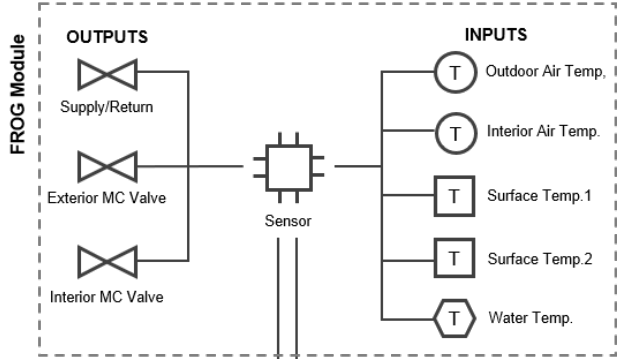 FROG Module
OUTPUTS
Supply/Return
Exterior MC Valve
Interior MC Valve
Sensor
INPUTS
T Outdoor Air Temp,
T Interior Air Temp.
T Surface Temp.1
T Surface Temp.2
T Water Temp.